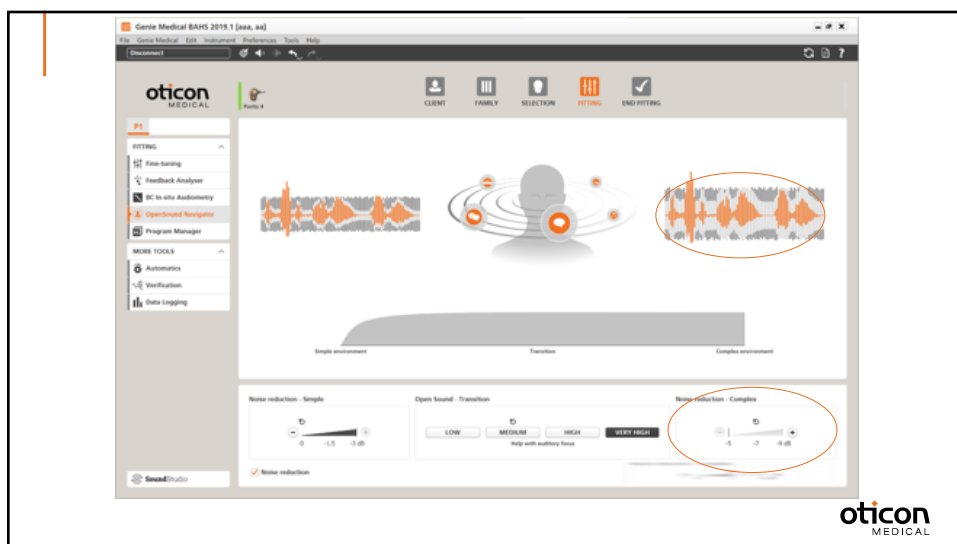 Genie Medical BAHS 2019.1 [aaa, aa]
File Genie Medical Edit Instrument Preferences Tools Help
Disconnect
?
oticon
MEDICAL
Ponto 4
CLIENT FAMILY SELECTION FITTING END FITTING
P1
FITTING
Fine-tuning
Feedback Analyser
BC In-situ Audiometry
OpenSound Navigator
Program Manager
MORE TOOLS
Automatics
Verification
Data Logging
Simple environment Transition Complex environment
Noise reduction - Simple Open Sound - Transition Noise reduction - Complex
LOW MEDIUM HIGH VERY HIGH
0 -1.5 -3 dB Help with auditory focus -5 -7 -9 dB
Noise reduction
SoundStudio
oticon
MEDICAL